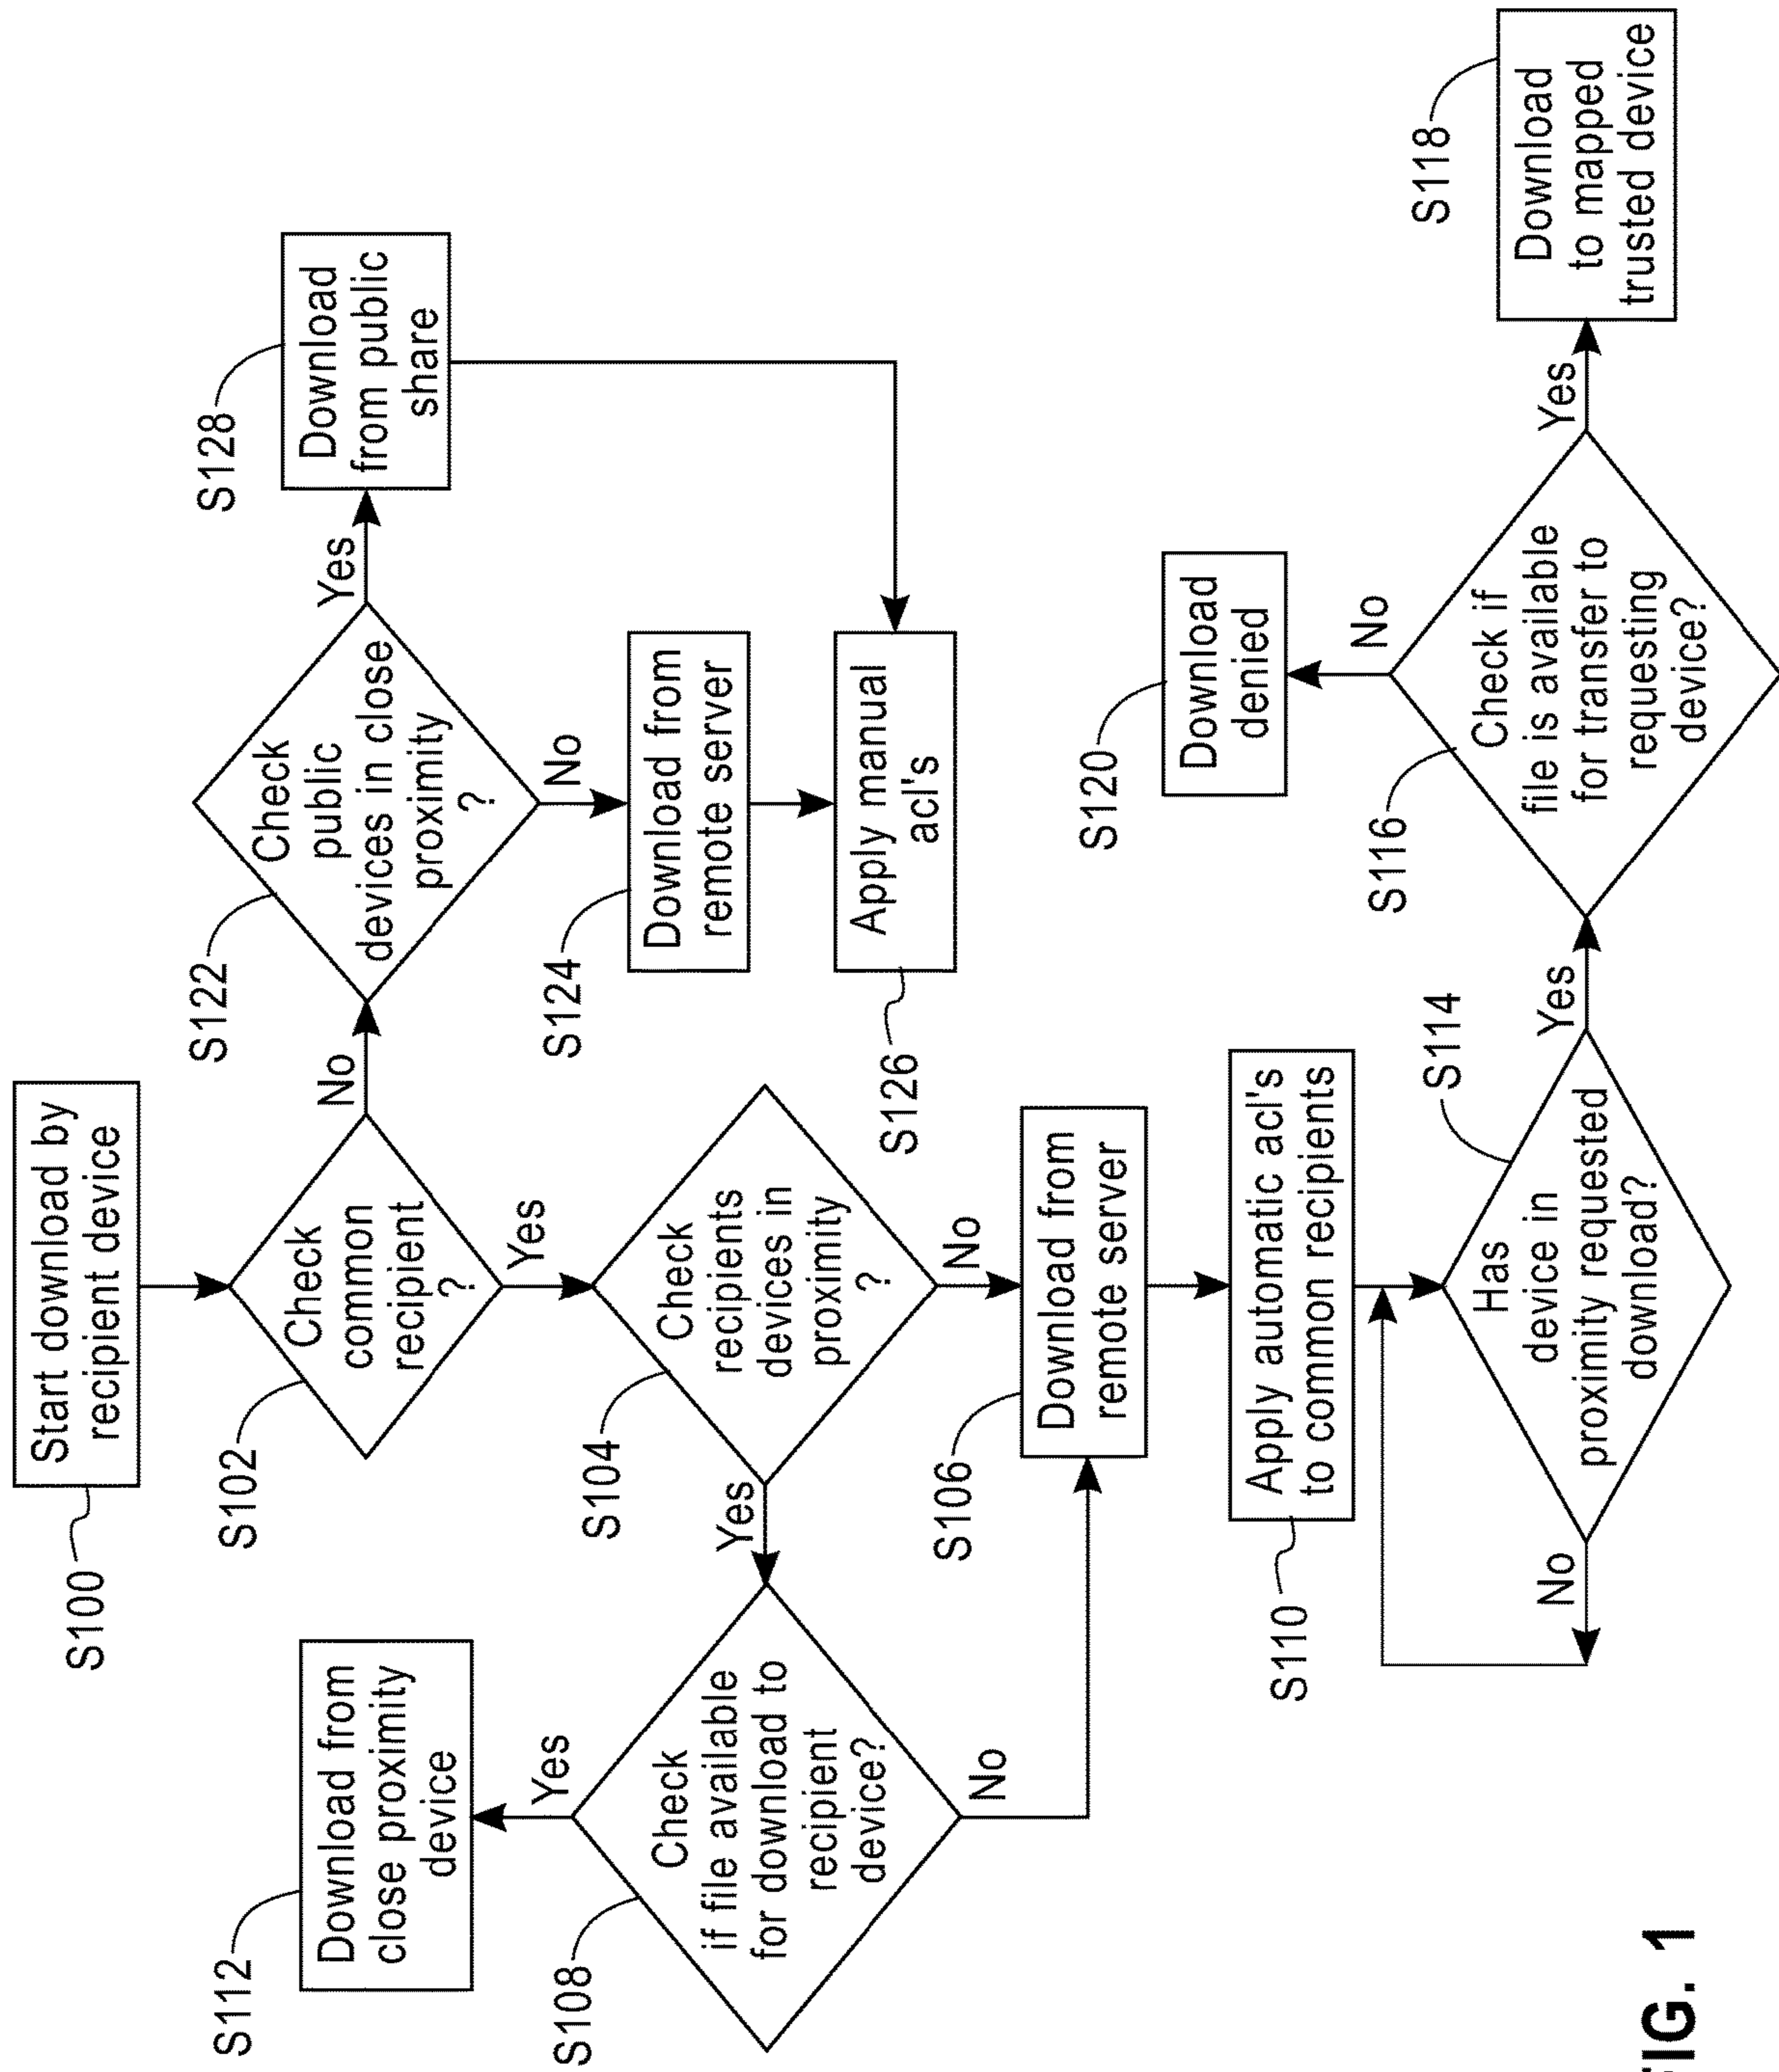 S100
Start download by
recipient device
S102
Check
common
recipient
?
No
Yes
S122
Check
public
devices in close
proximity
?
Yes
No
S128
Download
from public
share
S124
Download from
remote server
S126
Apply manual
acl's
S104
Check
recipients
devices in
proximity
?
Yes
No
S112
Download from
close proximity
device
S108
Check
if file available
for download to
recipient
device?
Yes
No
S106
Download from
remote server
S110
Apply automatic acl's
to common recipients
S114
Has
device in
proximity requested
download?
No
Yes
S116
Check if
file is available
for transfer to
requesting
device?
No
Yes
S120
Download
denied
S118
Download
to mapped
trusted device
FIG. 1